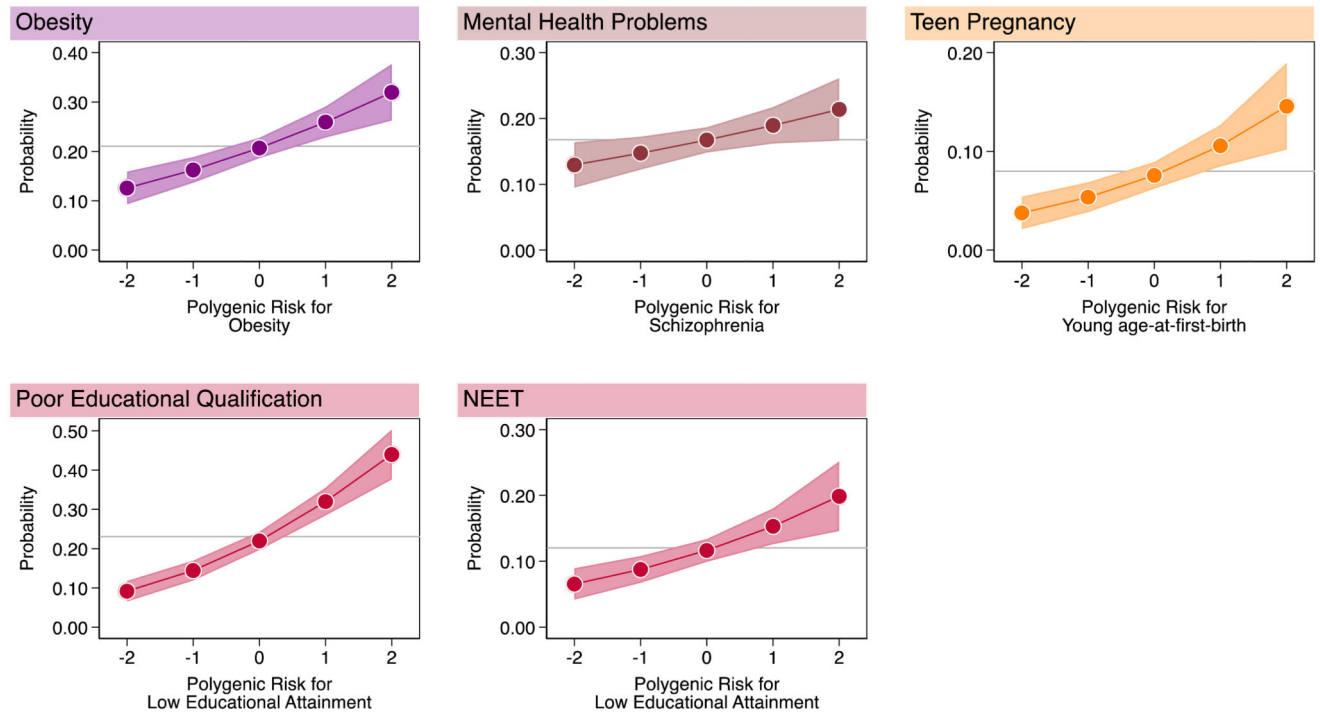 Obesity
0.40
0.30
0.20
0.10
0.00
Probability
-2 -1 0 1 2
Polygenic Risk for
Obesity
Mental Health Problems
0.30
0.20
0.10
0.00
Probability
-2 -1 0 1 2
Polygenic Risk for
Schizophrenia
Teen Pregnancy
0.20
0.10
0.00
Probability
-2 -1 0 1 2
Polygenic Risk for
Young age-at-first-birth
Poor Educational Qualification
0.50
0.40
0.30
0.20
0.10
0.00
Probability
-2 -1 0 1 2
Polygenic Risk for
Low Educational Attainment
NEET
0.30
0.20
0.10
0.00
Probability
-2 -1 0 1 2
Polygenic Risk for
Low Educational Attainment